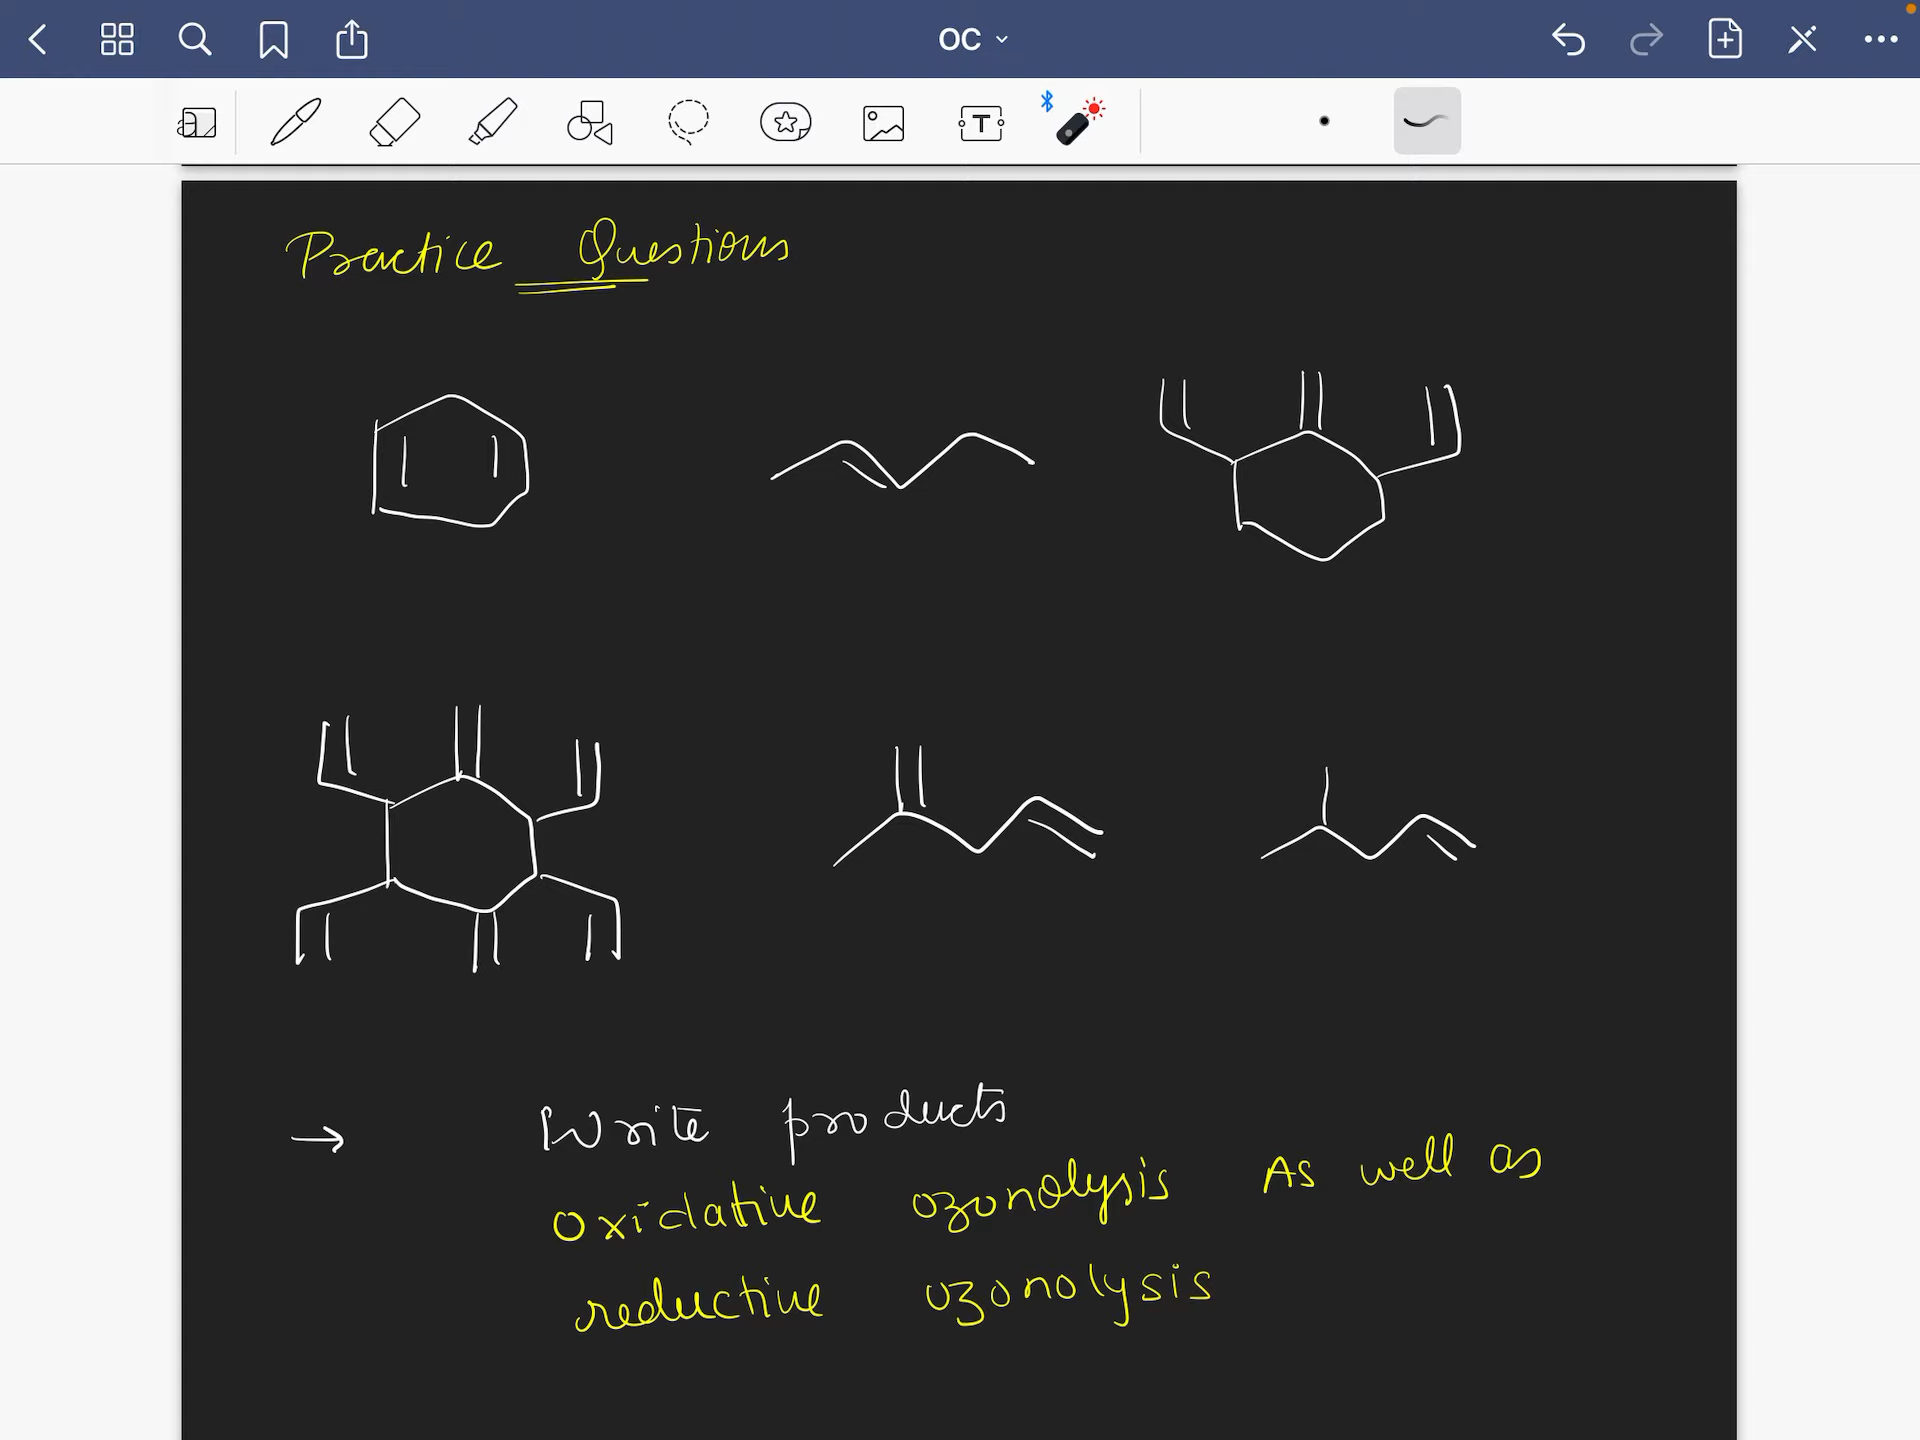 OC
T
Practice Questions
→ Write products
oxidative ozonolysis As well as
reductive ozonolysis